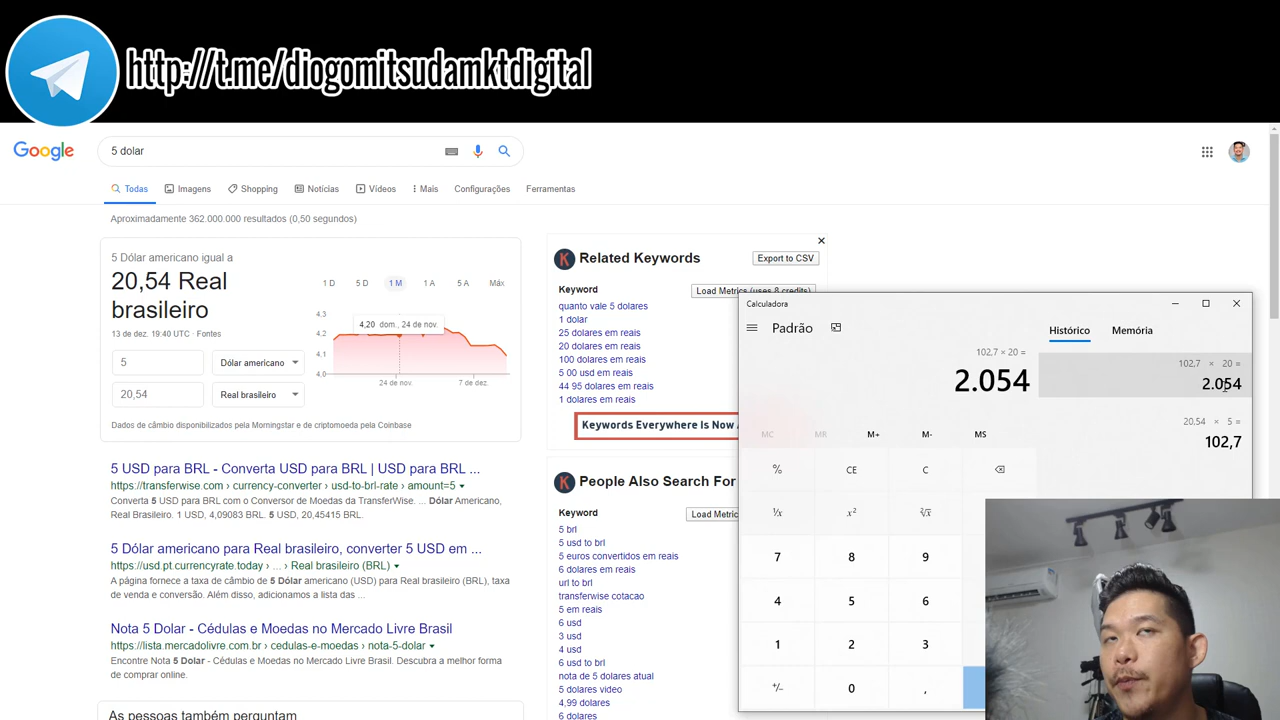 http://t.me/diogomitsudamktdigital
Google
5 dolar
Todas
Imagens
Shopping
Notícias
Vídeos
Mais
Configurações
Ferramentas
Aproximadamente 362.000.000 resultados (0,50 segundos)
5 Dólar americano igual a
20,54 Real
brasileiro
13 de dez. 19:40 UTC · Fontes
5
Dólar americano
20,54
Real brasileiro
1 D
5 D
1 M
1 A
5 A
Máx
4,20 dom., 24 de nov.
4,3
4,2
4,1
4,0
24 de nov.
7 de dez.
Dados de câmbio disponibilizados pela Morningstar e de criptomoeda pela Coinbase
5 USD para BRL - Converta USD para BRL | USD para BRL ...
https://transferwise.com › currency-converter › usd-to-brl-rate › amount=5
Converta 5 USD para BRL com o Conversor de Moedas da TransferWise. ... Dólar Americano,
Real Brasileiro. 1 USD, 4,09083 BRL. 5 USD, 20,45415 BRL.
5 Dólar americano para Real brasileiro, converter 5 USD em ...
https://usd.pt.currencyrate.today › ... › Real brasileiro (BRL)
A página fornece a taxa de câmbio de 5 Dólar americano (USD) para Real brasileiro (BRL), taxa
de venda e conversão. Além disso, adicionamos a lista das ...
Nota 5 Dolar - Cédulas e Moedas no Mercado Livre Brasil
https://lista.mercadolivre.com.br › cedulas-e-moedas › nota-5-dolar
Encontre Nota 5 Dolar - Cédulas e Moedas no Mercado Livre Brasil. Descubra a melhor forma
de comprar online.
As pessoas também perguntam
K
Related Keywords
Export to CSV
Keyword
Load Metrics (uses 8 credits)
quanto vale 5 dolares
1 dolar
25 dolares em reais
20 dolares em reais
100 dolares em reais
5 00 usd em reais
44 95 dolares em reais
1 dolares em reais
Keywords Everywhere Is Now
K
People Also Search For
Keyword
Load Metri
5 brl
5 usd to brl
5 euros convertidos em reais
6 dolares em reais
url to brl
transferwise cotacao
5 em reais
6 usd
3 usd
4 usd
6 usd to brl
nota de 5 dolares atual
5 dolares video
4,99 dolares
6 dolares
Calculadora
Padrão
Histórico
Memória
102,7 × 20 =
2.054
102,7 × 20 =
2.054
20,54 × 5 =
102,7
MC
MR
M+
M-
MS
%
CE
C
¹/x
x²
²√x
7
8
9
4
5
6
1
2
3
+/-
0
,